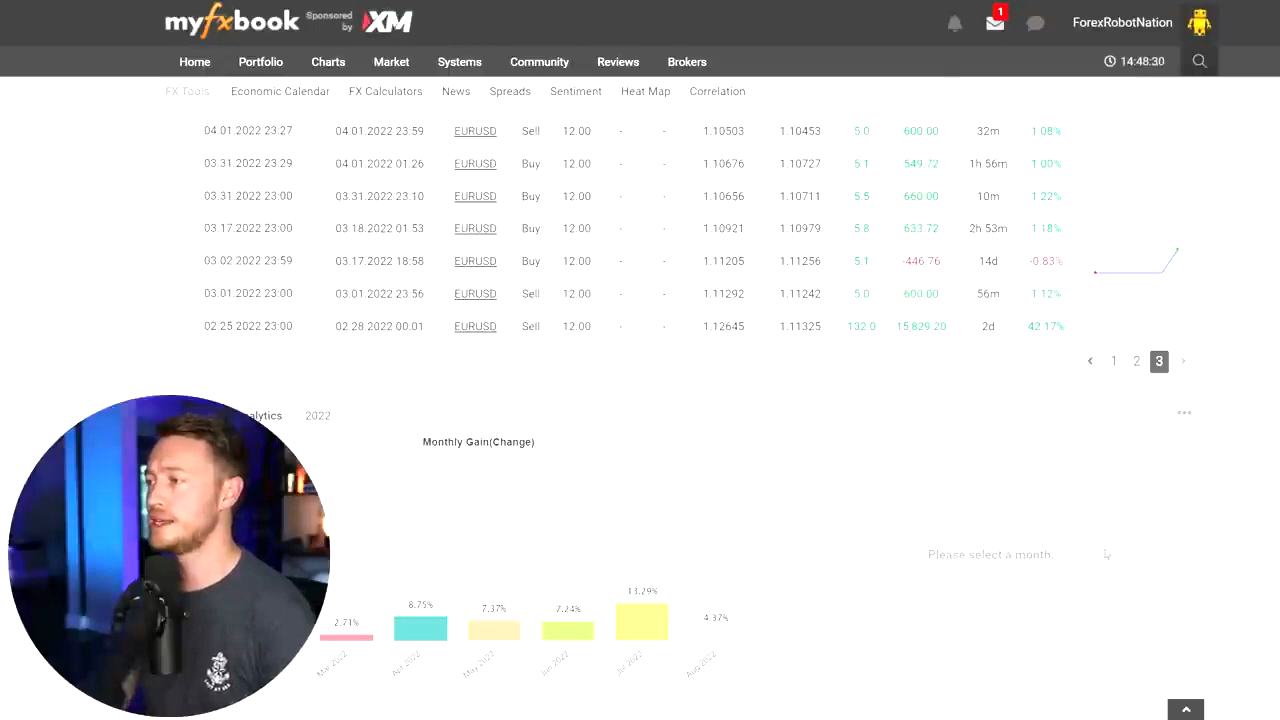 myfxbook Sponsored by XM 1 ForexRobotNation
Home Portfolio Charts Market Systems Community Reviews Brokers 14:48:30
FX Tools Economic Calendar FX Calculators News Spreads Sentiment Heat Map Correlation
04.01.2022 23:27 04.01.2022 23:59 EURUSD Sell 12.00 - - 1.10503 1.10453 5.0 600.00 32m 1.08%
03.31.2022 23:29 04.01.2022 01:26 EURUSD Buy 12.00 - - 1.10676 1.10727 5.1 549.72 1h 56m 1.00%
03.31.2022 23:00 03.31.2022 23:10 EURUSD Buy 12.00 - - 1.10656 1.10711 5.5 660.00 10m 1.22%
03.17.2022 23:00 03.18.2022 01:53 EURUSD Buy 12.00 - - 1.10921 1.10979 5.8 633.72 2h 53m 1.18%
03.02.2022 23:59 03.17.2022 18:58 EURUSD Buy 12.00 - - 1.11205 1.11256 5.1 -446.76 14d -0.83%
03.01.2022 23:00 03.01.2022 23:56 EURUSD Sell 12.00 - - 1.11292 1.11242 5.0 600.00 56m 1.12%
02.25.2022 23:00 02.28.2022 00:01 EURUSD Sell 12.00 - - 1.12645 1.11325 132.0 15,829.20 2d 42.17%
1 2 3
2022
Monthly Gain(Change)
Please select a month.
2.71% 8.75% 7.37% 7.24% 13.29% 4.37%
Mar 2022 Apr 2022 May 2022 Jun 2022 Jul 2022 Aug 2022